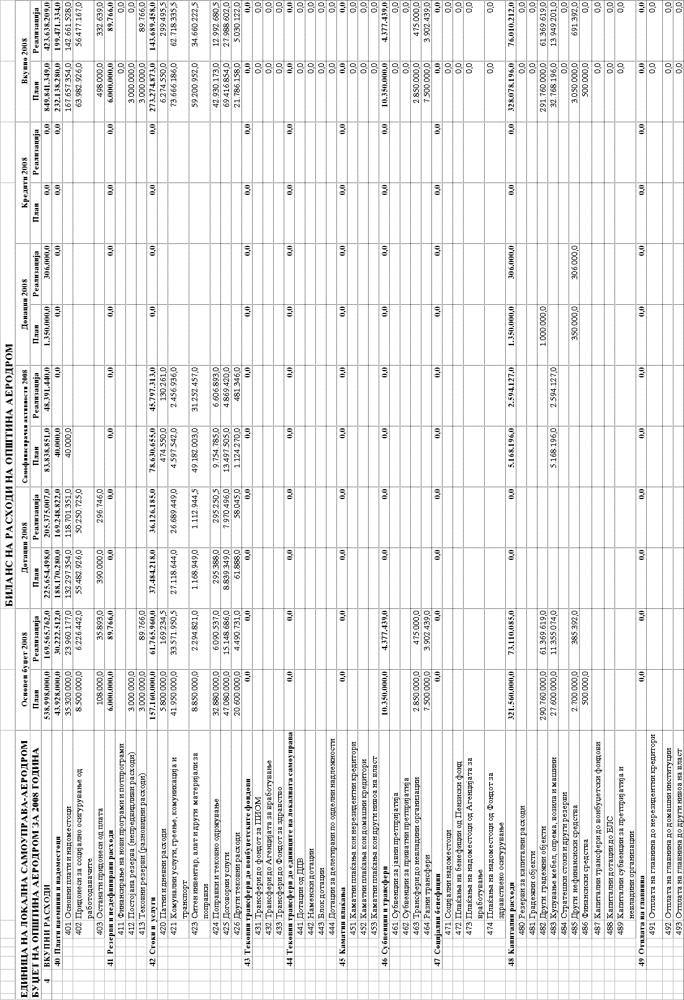 БИЛАНС НА РАСХОДИ НА ОПШТИНА АЕРОДРОМ
ЕДИНИЦА НА ЛОКАЛНА САМОУПРАВА-АЕРОДРОМ Основен буџет 2008 Дотации 2008 Самофинансирачки активности 2008 Донации 2008 Кредити 2008 Вкупно 2008
БУЏЕТ НА ОПШТИНА АЕРОДРОМ ЗА 2008 ГОДИНА План Реализација План Реализација План Реализација План Реализација План Реализација План Реализација
4 ВКУПНИ РАСХОДИ 538.998.000,0 169.565.762,0 225.654.498,0 205.375.007,0 83.838.851,0 48.391.440,0 1.350.000,0 306.000,0 0,0 0,0 849.841.349,0 423.638.209,0
40 Плати наемнини и надоместоци 43.928.000,0 30.222.512,0 188.170.280,0 169.248.822,0 40.000,0 0,0 0,0 0,0 0,0 0,0 232.138.280,0 199.471.334,0
401 Основни плати и надоместоци 35.320.000,0 23.960.177,0 132.297.354,0 118.701.351,0 40.000,0 167.657.354,0 142.661.528,0
402 Придонеси за социјално осигурување од 8.500.000,0 6.226.442,0 55.482.926,0 50.250.725,0 63.982.926,0 56.477.167,0
работодавачите
403 Останати придонеси од плата 108.000,0 35.893,0 390.000,0 296.746,0 498.000,0 332.639,0
41 Резерви и недефинирани расходи 6.000.000,0 89.766,0 0,0 0,0 0,0 0,0 0,0 0,0 0,0 0,0 6.000.000,0 89.766,0
411 Финансирање на нови програми и потпрограми 0,0 0,0
412 Постојана резерва (непредвидливи расходи) 3.000.000,0 3.000.000,0 0,0
413 Тековни резерви (разновидни расходи) 3.000.000,0 89.766,0 3.000.000,0 89.766,0
42 Стоки и услуги 157.160.000,0 61.765.960,0 37.484.218,0 36.126.185,0 78.630.655,0 45.797.313,0 0,0 0,0 0,0 0,0 273.274.873,0 143.689.458,0
420 Патни и дневни расходи 5.800.000,0 169.234,5 474.550,0 130.261,0 6.274.550,0 299.495,5
421 Комунални услуги, греење, комуникација и 41.950.000,0 33.571.950,5 27.118.644,0 26.689.449,0 4.597.542,0 2.456.936,0 73.666.186,0 62.718.335,5
транспорт
423 Ситен инвентар, алат и други материјали за 8.850.000,0 2.294.821,0 1.168.949,0 1.112.944,5 49.182.003,0 31.252.457,0 59.200.952,0 34.660.222,5
поправки
424 Поправки и тековно одржување 32.880.000,0 6.090.537,0 295.388,0 295.250,5 9.754.785,0 6.606.893,0 42.930.173,0 12.992.680,5
425 Договорни услуги 47.080.000,0 15.148.686,0 8.839.349,0 7.970.496,0 13.497.505,0 4.869.420,0 69.416.854,0 27.988.602,0
426 Други тековни расходи 20.600.000,0 4.490.731,0 61.888,0 58.045,0 1.124.270,0 481.346,0 21.786.158,0 5.030.122,0
43 Тековни трансфери до вонбуџетските фондови 0,0 0,0 0,0 0,0 0,0 0,0 0,0 0,0 0,0 0,0 0,0 0,0
431 Трансфери до фондот за ПИОМ 0,0 0,0
432 Трансфери до Агенцијата за вработување 0,0 0,0
433 Трансфери до Фондот за здравство 0,0 0,0
44 Тековни трансфери до единиците на локалната самоуправа 0,0 0,0 0,0 0,0 0,0 0,0 0,0 0,0 0,0 0,0 0,0 0,0
441 Дотации од ДДВ 0,0 0,0
442 Наменски дотации 0,0 0,0
443 Блок дотации 0,0 0,0
444 Дотации за делегирани по одделни надлежности 0,0 0,0
45 Каматни плаќања 0,0 0,0 0,0 0,0 0,0 0,0 0,0 0,0 0,0 0,0 0,0 0,0
451 Каматни плаќања кон нерезидентни кредитори 0,0 0,0
452 Каматни плаќања кон домашни кредитори 0,0 0,0
453 Каматни плаќања кон други нивоа на власт 0,0 0,0
46 Субвенции и трансфери 10.350.000,0 4.377.439,0 0,0 0,0 0,0 0,0 0,0 0,0 0,0 0,0 10.350.000,0 4.377.439,0
461 Субвенции за јавни претпријатија 0,0 0,0
462 Субвенции за приватни претпријатија 0,0 0,0
463 Трансфери до невладини организации 2.850.000,0 475.000,0 2.850.000,0 475.000,0
464 Разни трансфери 7.500.000,0 3.902.439,0 7.500.000,0 3.902.439,0
47 Социјални бенефиции 0,0 0,0 0,0 0,0 0,0 0,0 0,0 0,0 0,0 0,0 0,0 0,0
471 Социјални надоместоци 0,0 0,0
472 Плаќања на бенефиции од Пензиски фонд 0,0 0,0
473 Плаќања на надоместоци од Агенцијата за 0,0 0,0
вработување
474 Плаќања на надоместоци од Фондот за 0,0 0,0
здравствено осигурување
48 Капитални расходи 321.560.000,0 73.110.085,0 0,0 0,0 5.168.196,0 2.594.127,0 1.350.000,0 306.000,0 0,0 0,0 328.078.196,0 76.010.212,0
480 Резерви за капитални расходи 0,0 0,0
481 Градежни објекти 0,0 0,0
482 Други градежни објекти 290.760.000,0 61.369.619,0 1.000.000,0 291.760.000,0 61.369.619,0
483 Купување мебел, опрема, возила и машини 27.600.000,0 11.355.074,0 5.168.196,0 2.594.127,0 32.768.196,0 13.949.201,0
484 Стратешки стоки и други резерви 0,0 0,0
485 Други нефинансиски средства 2.700.000,0 385.392,0 350.000,0 306.000,0 3.050.000,0 691.392,0
486 Финансиски средства 500.000,0 500.000,0 0,0
487 Капитални трансфери до вонбуџетски фондови 0,0 0,0
488 Капитални дотации до ЕЛС 0,0 0,0
489 Капитални субвенции за претпријатија и 0,0 0,0
невладини организации
49 Отплата на главнина 0,0 0,0 0,0 0,0 0,0 0,0 0,0 0,0 0,0 0,0 0,0 0,0
491 Отплата на главнина до нерезидентни кредитори 0,0 0,0
492 Отплата на главнина до домашни институции 0,0 0,0
493 Отплата на главнина до други нивоа на власт 0,0 0,0